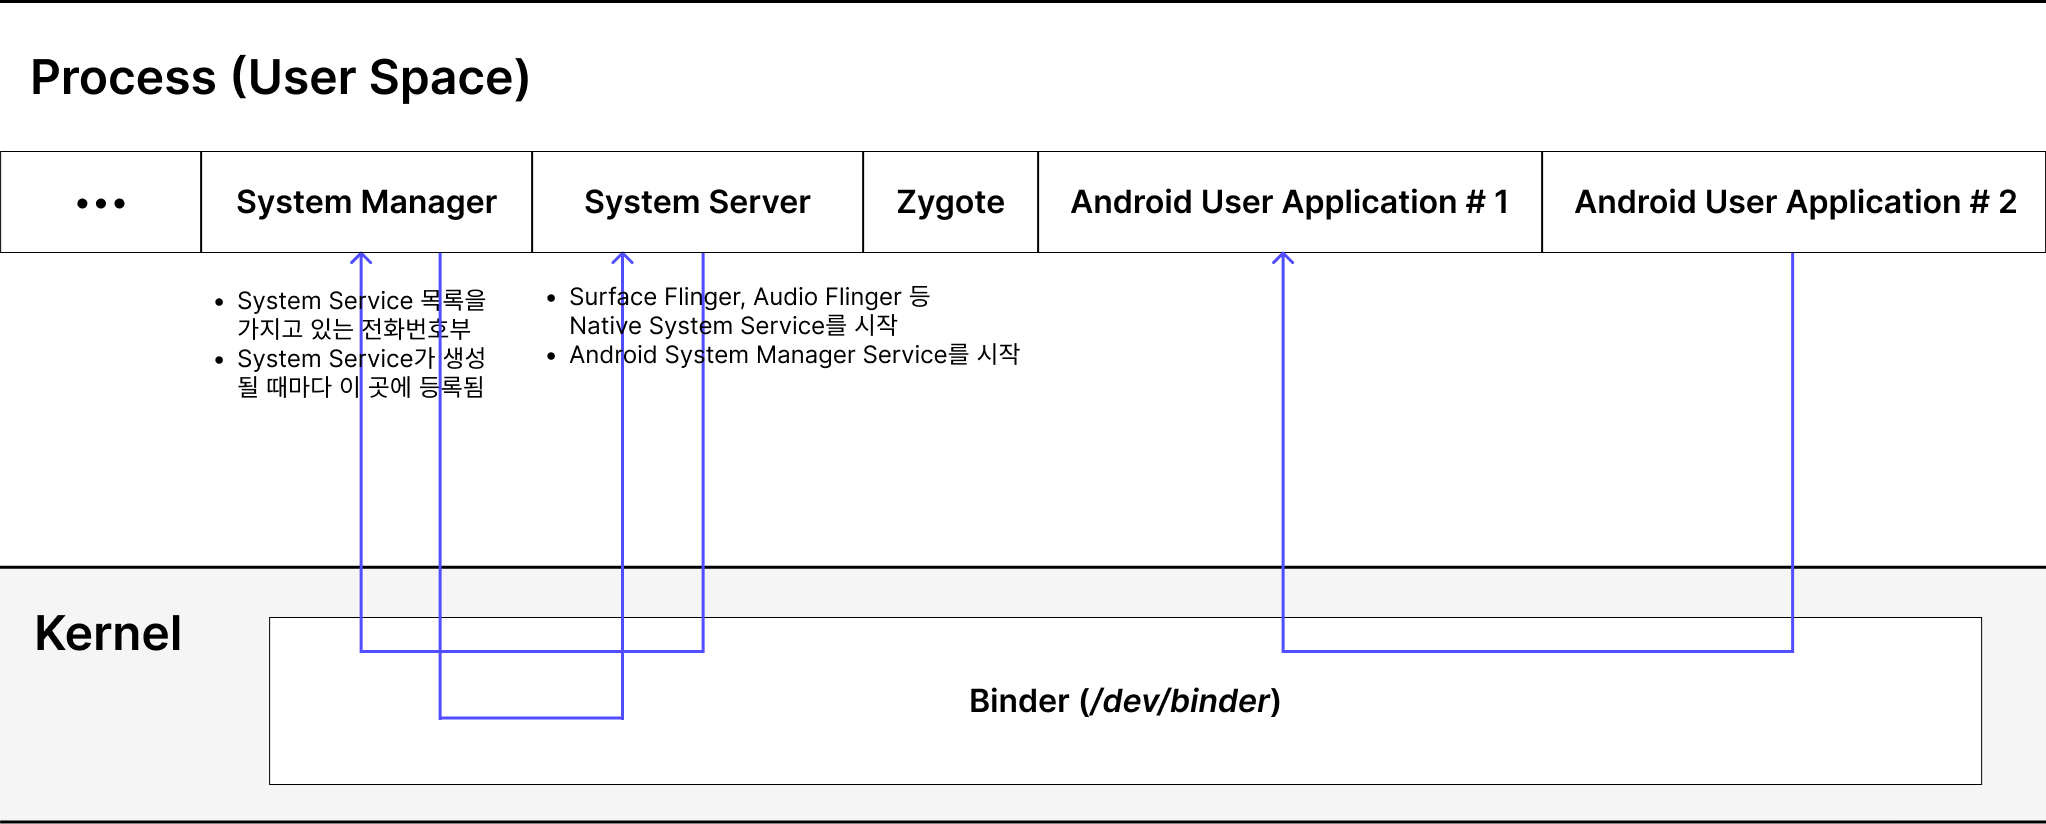 Process (User Space)
•••
System Manager
System Server
Zygote
Android User Application # 1
Android User Application # 2
• System Service 목록을
가지고 있는 전화번호부
• System Service가 생성
될 때마다 이 곳에 등록됨
• Surface Flinger, Audio Flinger 등
Native System Service를 시작
• Android System Manager Service를 시작
Kernel
Binder (/dev/binder)